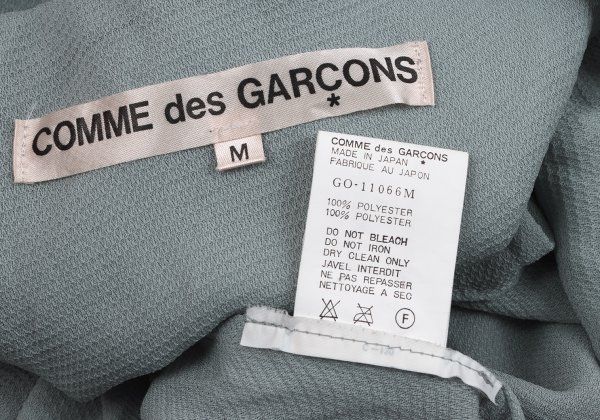 COMME des GARÇONS
*
M
COMME des GARÇONS
MADE IN JAPAN *
FABRIQUE AU JAPON
GO-11066M
100% POLYESTER
100% POLYESTER
DO NOT BLEACH
DO NOT IRON
DRY CLEAN ONLY
JAVEL INTERDIT
NE PAS REPASSER
NETTOYAGE A SEC
F